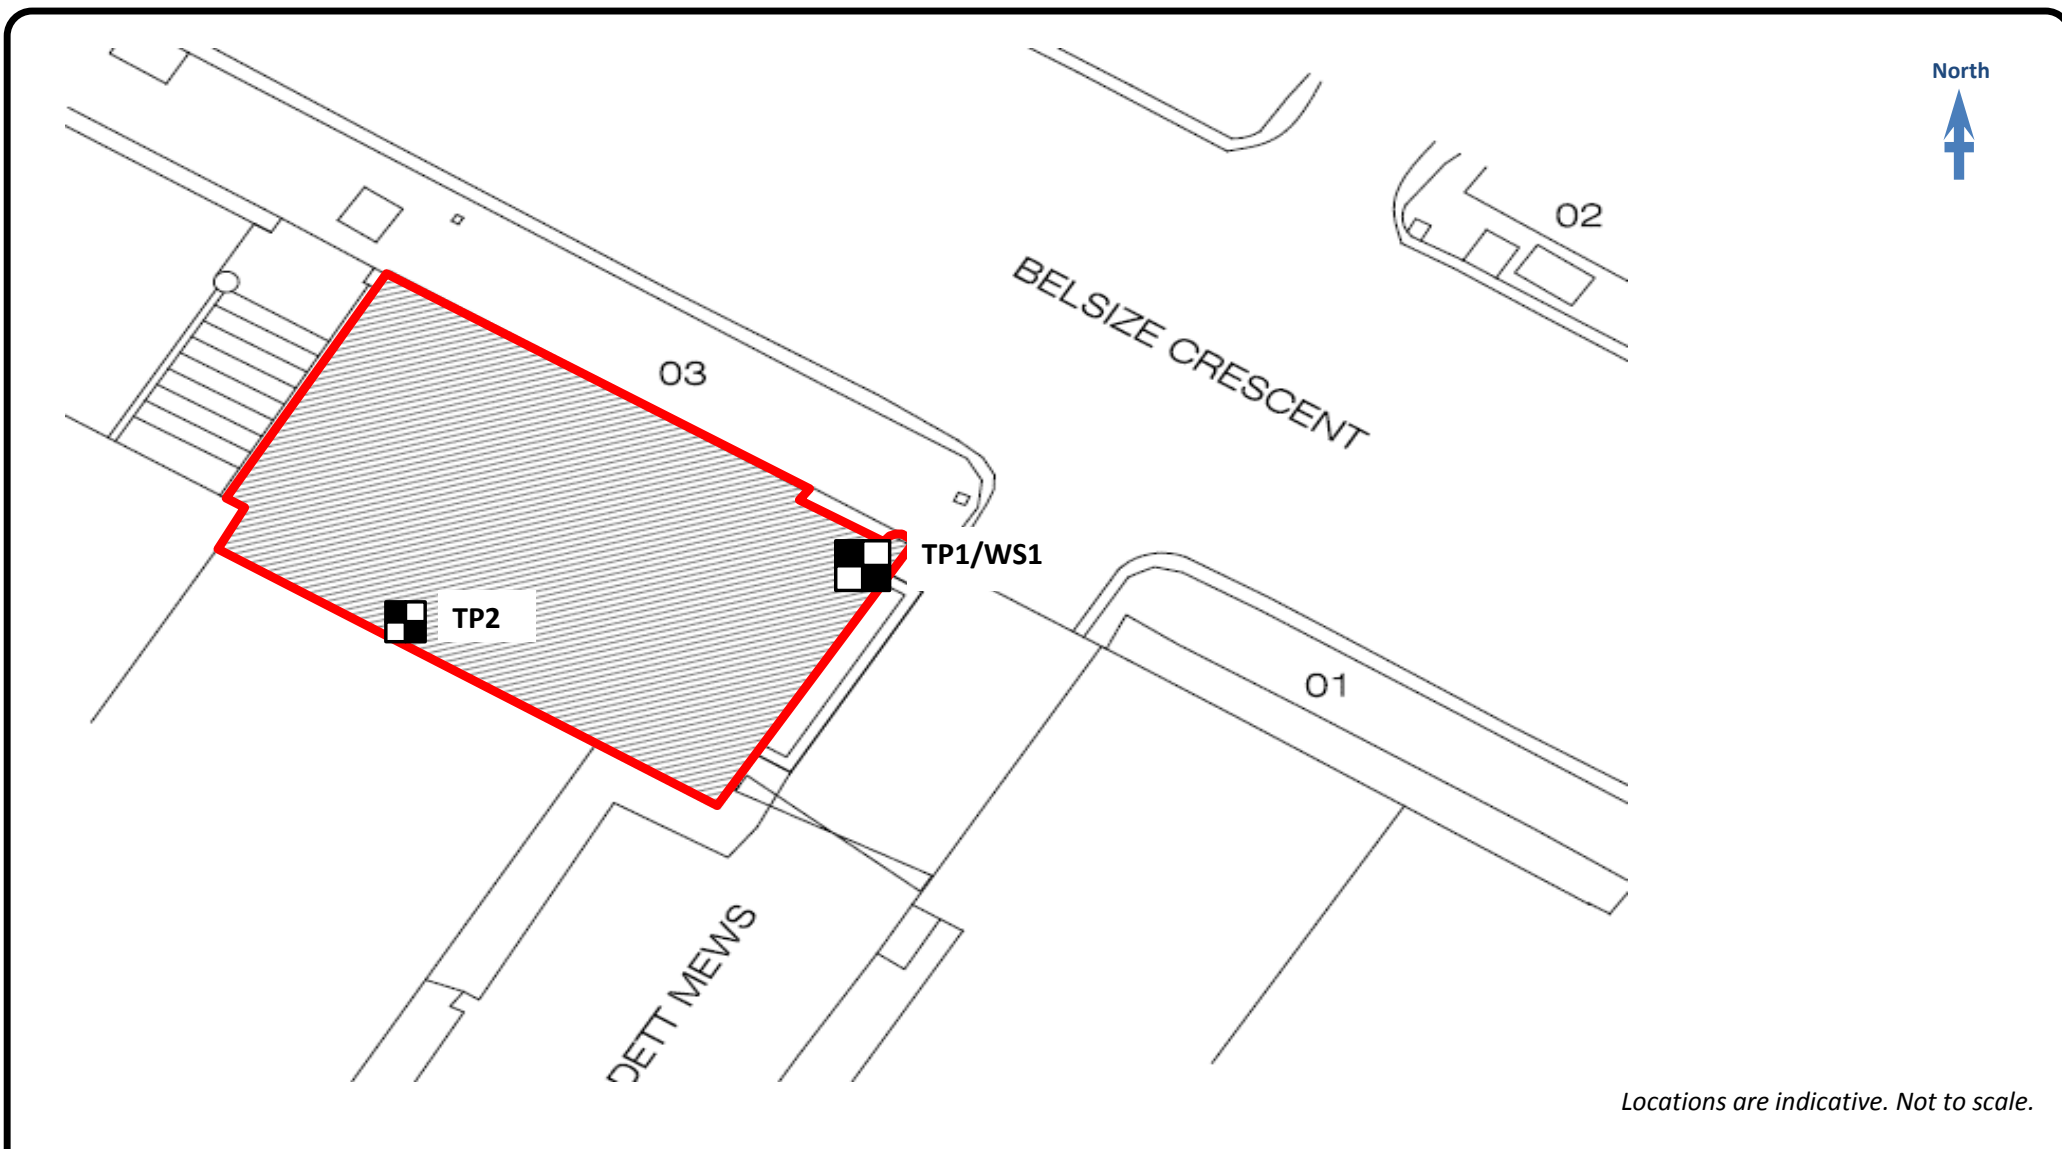 North
02
BELSIZE CRESCENT
03
TP1/WS1
TP2
01
DETT MEWS
Locations are indicative. Not to scale.